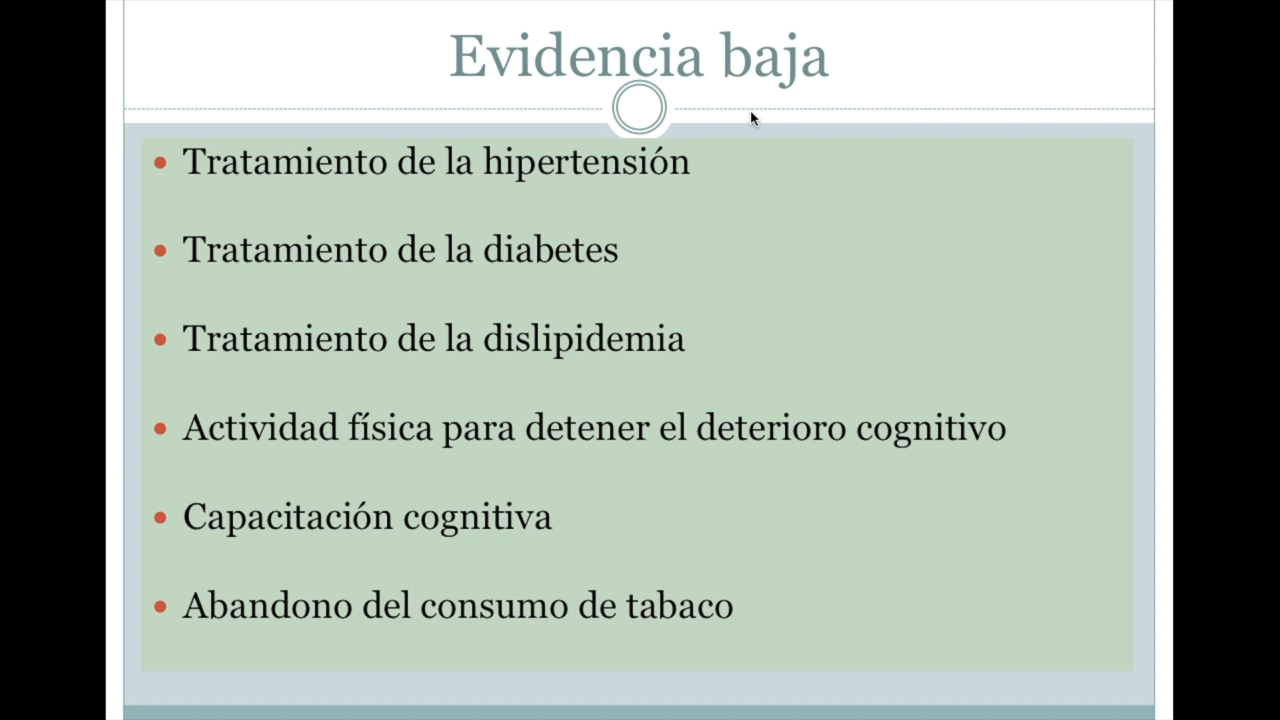 Evidencia baja
Tratamiento de la hipertensión
Tratamiento de la diabetes
Tratamiento de la dislipidemia
Actividad física para detener el deterioro cognitivo
Capacitación cognitiva
Abandono del consumo de tabaco